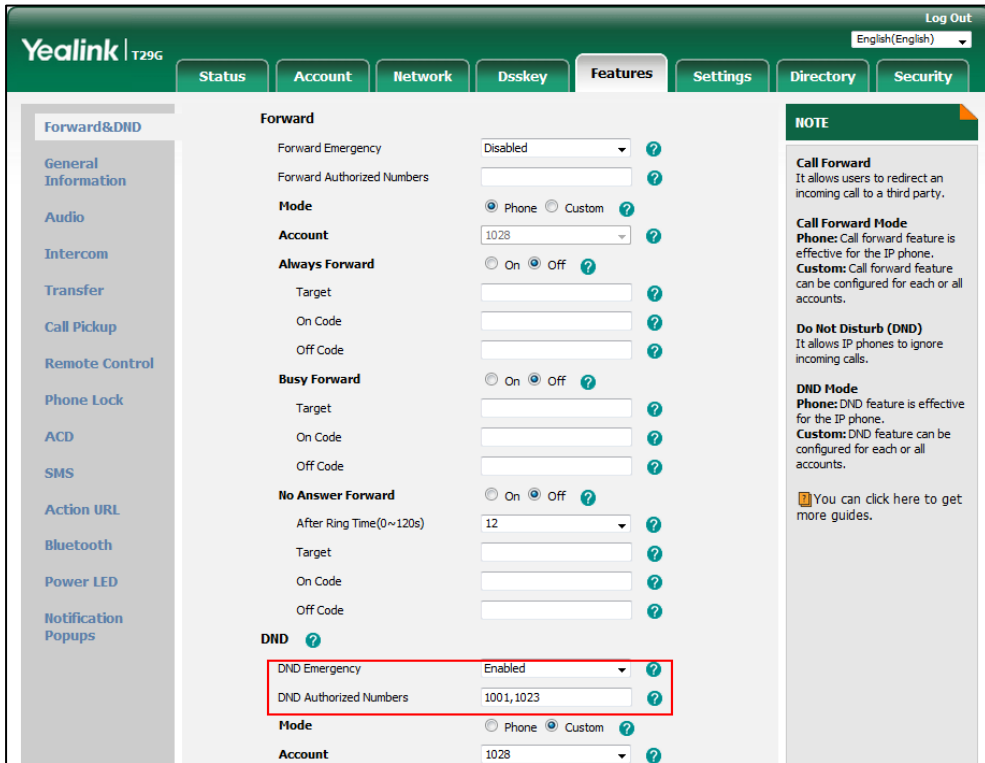 Log Out
Yealink | T29G
English(English)
Status
Account
Network
Dsskey
Features
Settings
Directory
Security
Forward&DND
General
Information
Audio
Intercom
Transfer
Call Pickup
Remote Control
Phone Lock
ACD
SMS
Action URL
Bluetooth
Power LED
Notification
Popups
Forward
Forward Emergency Disabled ?
Forward Authorized Numbers ?
Mode Phone Custom ?
Account 1028 ?
Always Forward On Off ?
Target ?
On Code ?
Off Code ?
Busy Forward On Off ?
Target ?
On Code ?
Off Code ?
No Answer Forward On Off ?
After Ring Time(0~120s) 12 ?
Target ?
On Code ?
Off Code ?
DND ?
DND Emergency Enabled ?
DND Authorized Numbers 1001,1023 ?
Mode Phone Custom ?
Account 1028 ?
NOTE
Call Forward
It allows users to redirect an
incoming call to a third party.
Call Forward Mode
Phone: Call forward feature is
effective for the IP phone.
Custom: Call forward feature
can be configured for each or all
accounts.
Do Not Disturb (DND)
It allows IP phones to ignore
incoming calls.
DND Mode
Phone: DND feature is effective
for the IP phone.
Custom: DND feature can be
configured for each or all
accounts.
? You can click here to get
more guides.